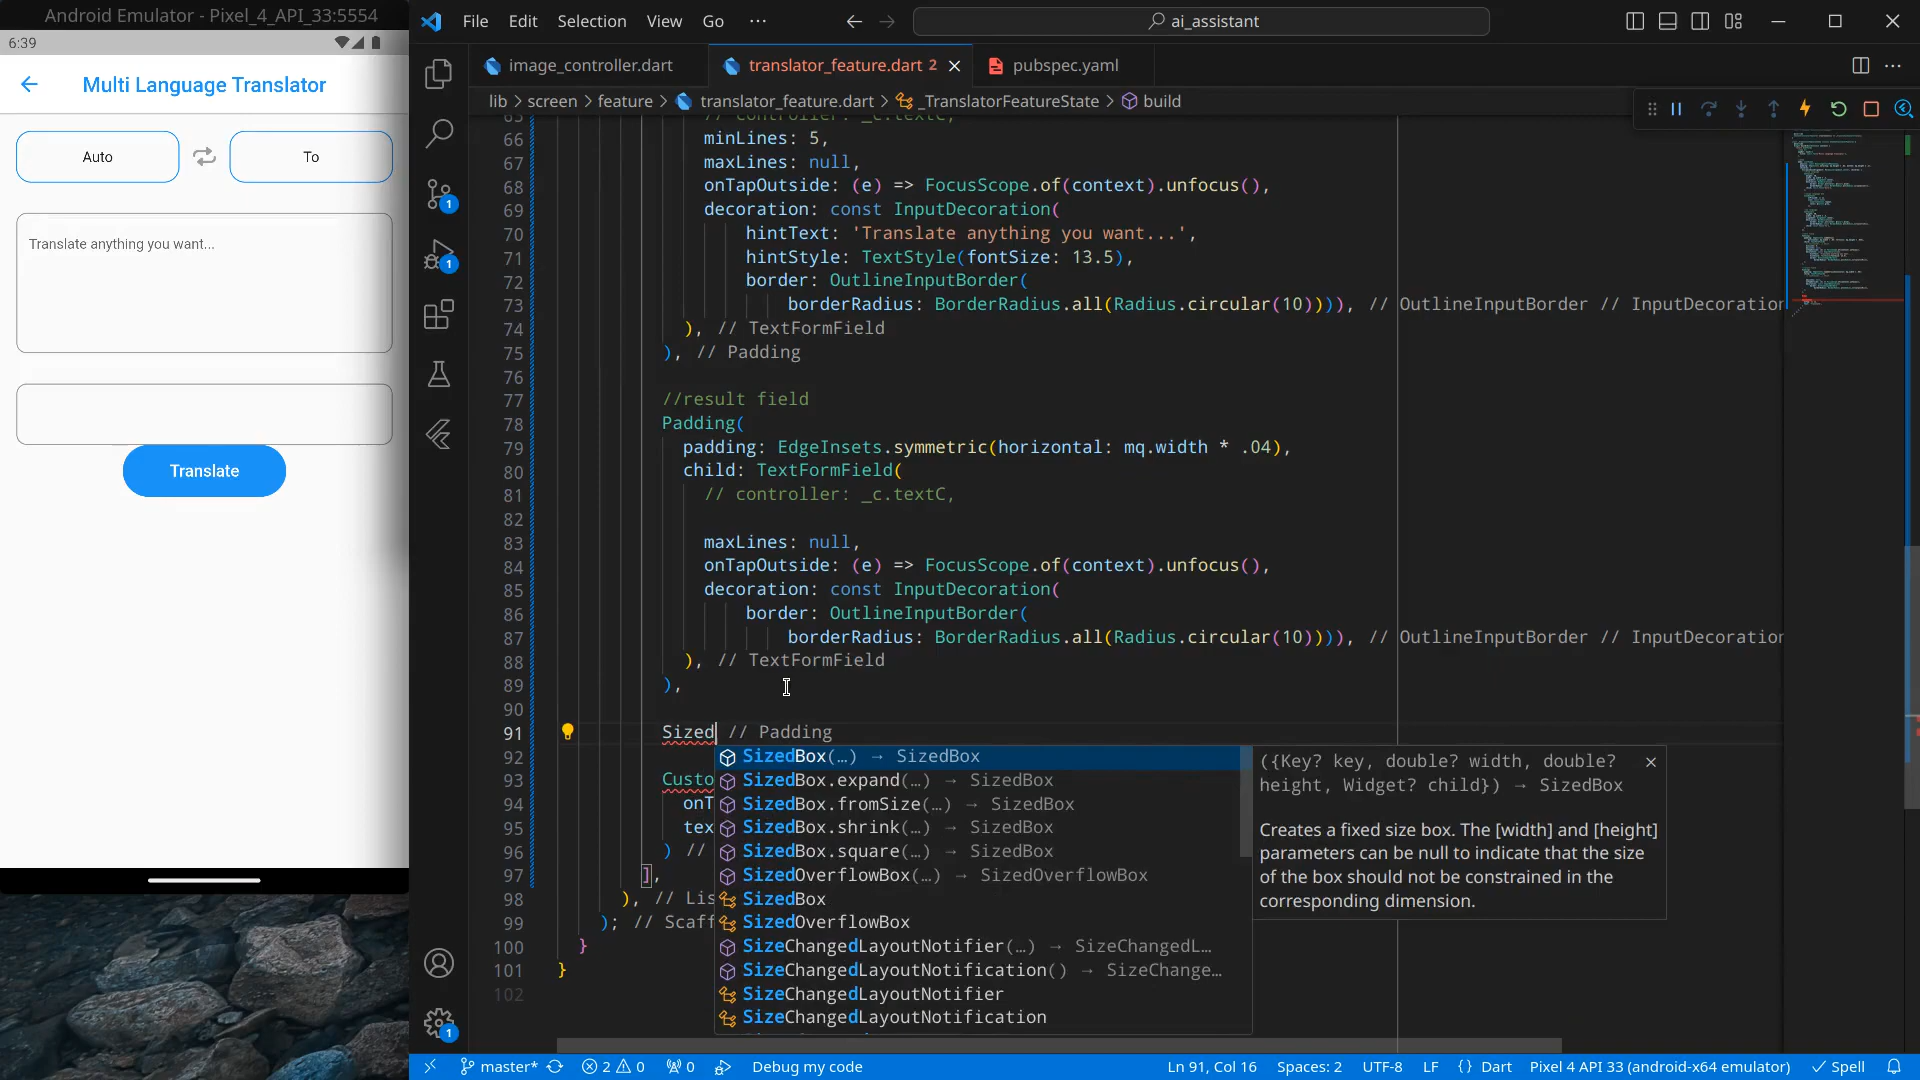 Android Emulator - Pixel_4_API_33:5554
6:39
Multi Language Translator
Auto
To
Translate anything you want...
Translate
File Edit Selection View Go ···
ai_assistant
image_controller.dart
translator_feature.dart 2
pubspec.yaml
lib > screen > feature > translator_feature.dart > _TranslatorFeatureState > build
65 // controller: _c.textC,
66 minLines: 5,
67 maxLines: null,
68 onTapOutside: (e) => FocusScope.of(context).unfocus(),
69 decoration: const InputDecoration(
70 hintText: 'Translate anything you want...',
71 hintStyle: TextStyle(fontSize: 13.5),
72 border: OutlineInputBorder(
73 borderRadius: BorderRadius.all(Radius.circular(10)))), // OutlineInputBorder // InputDecoration
74 ), // TextFormField
75 ), // Padding
76
77 //result field
78 Padding(
79 padding: EdgeInsets.symmetric(horizontal: mq.width * .04),
80 child: TextFormField(
81 // controller: _c.textC,
82
83 maxLines: null,
84 onTapOutside: (e) => FocusScope.of(context).unfocus(),
85 decoration: const InputDecoration(
86 border: OutlineInputBorder(
87 borderRadius: BorderRadius.all(Radius.circular(10)))), // OutlineInputBorder // InputDecoration
88 ), // TextFormField
89 ),
90
91 Sized // Padding
92
93 Custo
94 onT
95 tex
96 ) //
97 ],
98 ), // Lis
99 ); // Scaff
100 }
101 }
102
SizedBox(…) → SizedBox
SizedBox.expand(…) → SizedBox
SizedBox.fromSize(…) → SizedBox
SizedBox.shrink(…) → SizedBox
SizedBox.square(…) → SizedBox
SizedOverflowBox(…) → SizedOverflowBox
SizedBox
SizedOverflowBox
SizeChangedLayoutNotifier(…) → SizeChangedL…
SizeChangedLayoutNotification() → SizeChange…
SizeChangedLayoutNotifier
SizeChangedLayoutNotification
({Key? key, double? width, double?
height, Widget? child}) → SizedBox
Creates a fixed size box. The [width] and [height]
parameters can be null to indicate that the size
of the box should not be constrained in the
corresponding dimension.
1
1
1
master* 2 0 0 Debug my code Ln 91, Col 16 Spaces: 2 UTF-8 LF { } Dart Pixel 4 API 33 (android-x64 emulator) Spell